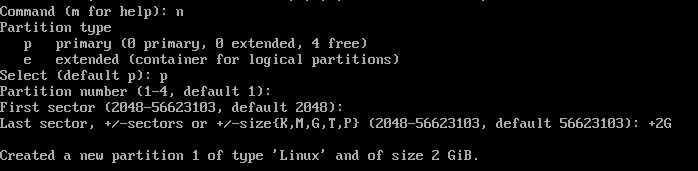 Command (m for help): n
Partition type
   p   primary (0 primary, 0 extended, 4 free)
   e   extended (container for logical partitions)
Select (default p): p
Partition number (1-4, default 1):
First sector (2048-56623103, default 2048):
Last sector, +/-sectors or +/-size{K,M,G,T,P} (2048-56623103, default 56623103): +2G
Created a new partition 1 of type 'Linux' and of size 2 GiB.